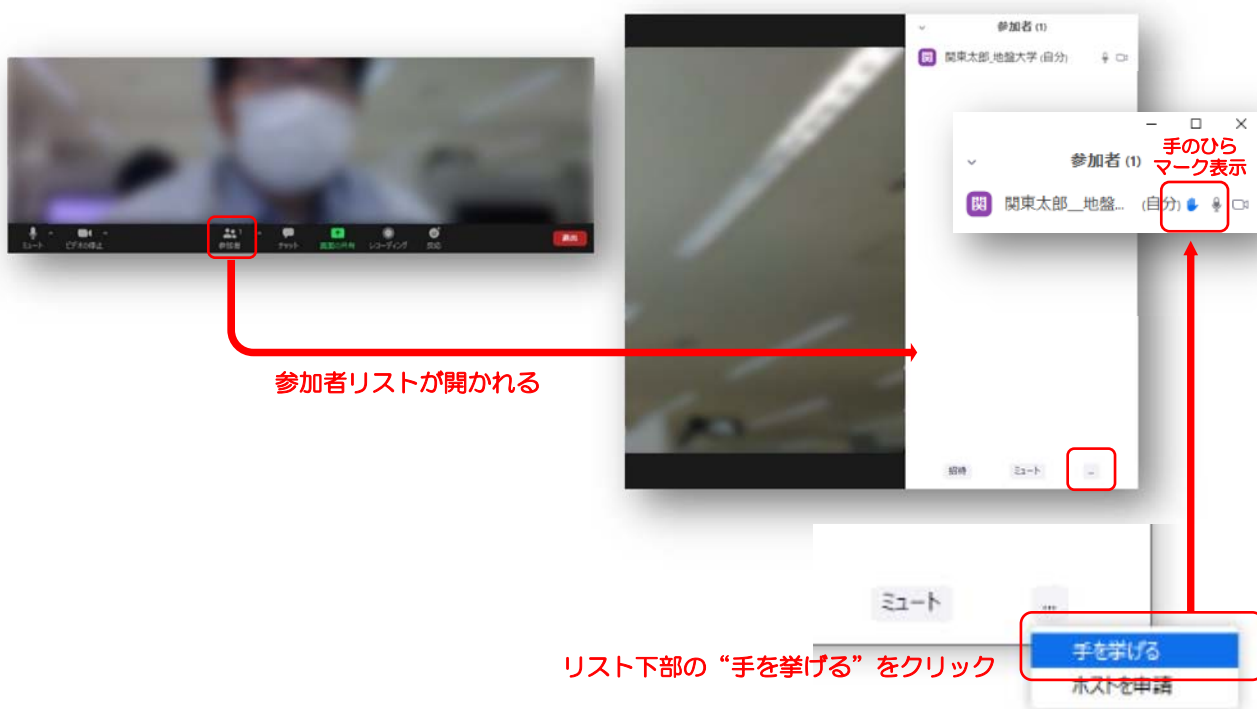 ミュート
ビデオの停止
参加者
1
チャット
画面の共有
レコーディング
反応
退出
参加者リストが開かれる
参加者 (1)
関 関東太郎_地盤大学 (自分)
招待
ミュート
...
手のひら
マーク表示
参加者 (1)
関 関東太郎__地盤... (自分)
ミュート
...
手を挙げる
ホストを申請
リスト下部の“手を挙げる”をクリック